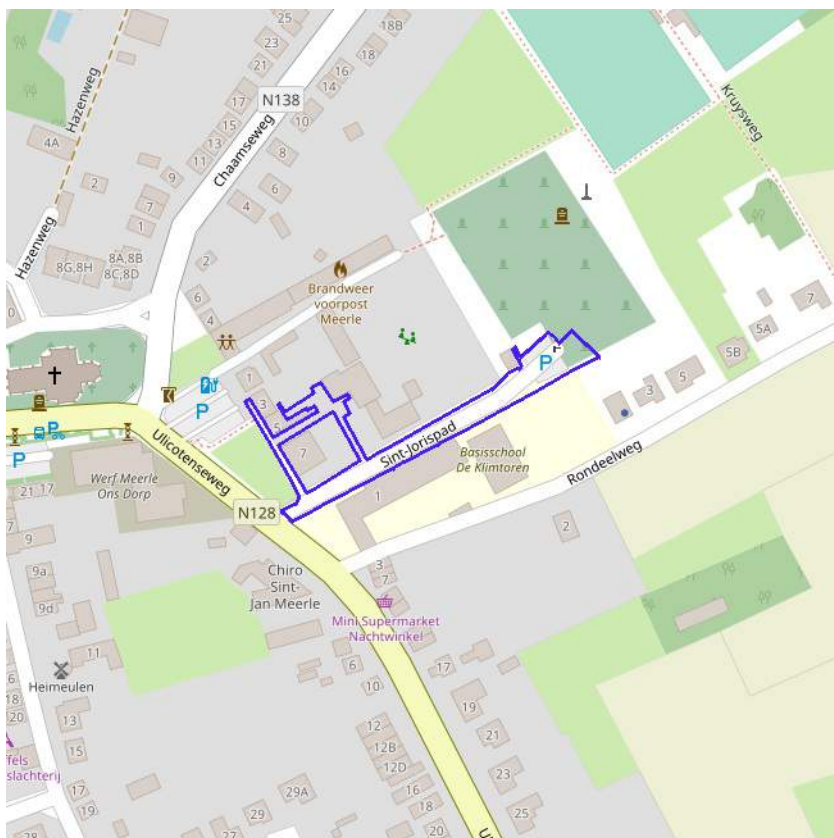 25
18B
23
18
21
16
14
N138
17
10
15
13
11
8
9
Hazenweg
4A
2
7
1
Chaamseweg
6
4
Kruysweg
Hazenweg
8G,8H
8A,8B
8C,8D
2
6
4
Brandweer
voorpost
Meerle
7
5A
5B
5
3
1
3
5
7
P
P
P
P
Ulicotenseweg
Sint-Jorispad
Basisschool
De Klimtoren
Rondeelweg
1
2
Werf Meerle
Ons Dorp
21
17
N128
9
9a
9d
Chiro
Sint-
Jan Meerle
3
7
Mini Supermarket
Nachtwinkel
11
Heimeulen
6
10
17
18
20
13
15
12
12B
12D
19
21
23
25
ffels
slachterij
17
19
16
18
20
29A
29
27
28